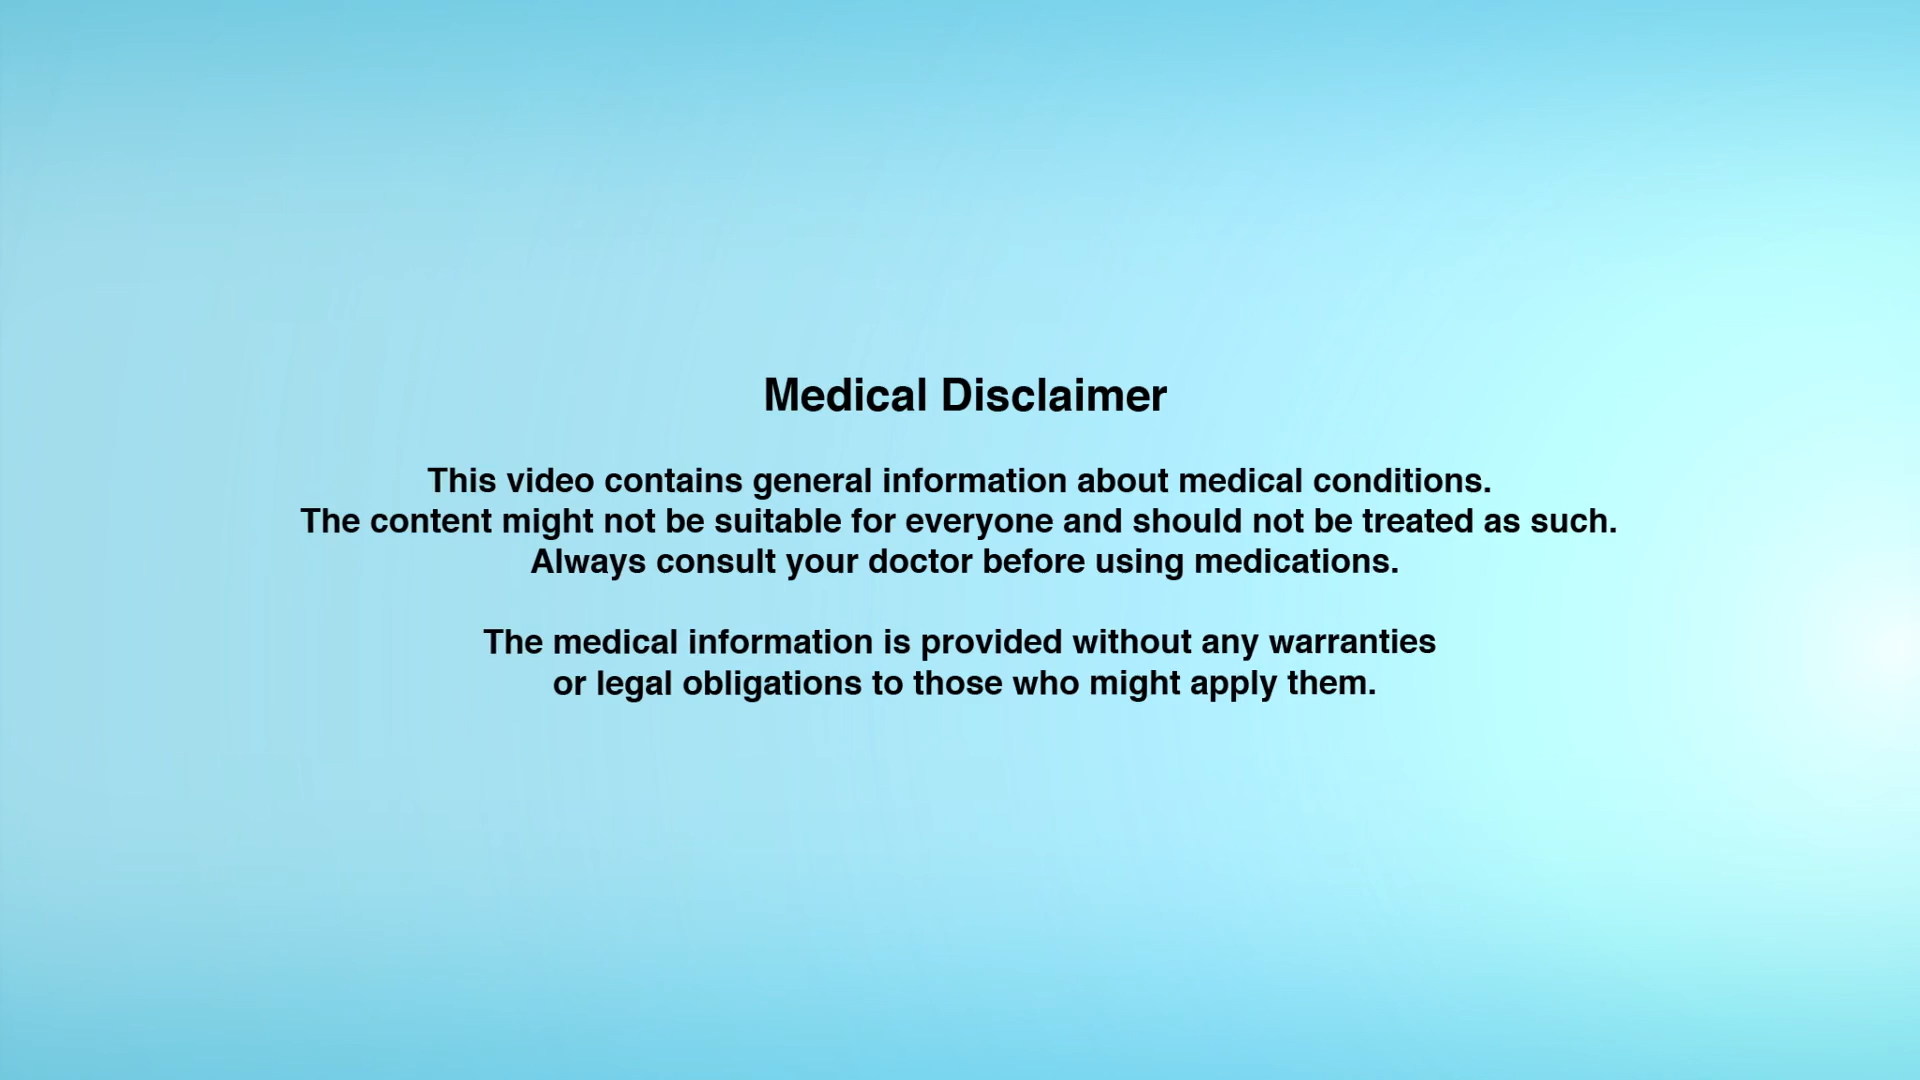 Medical Disclaimer
This video contains general information about medical conditions.
The content might not be suitable for everyone and should not be treated as such.
Always consult your doctor before using medications.
The medical information is provided without any warranties
or legal obligations to those who might apply them.